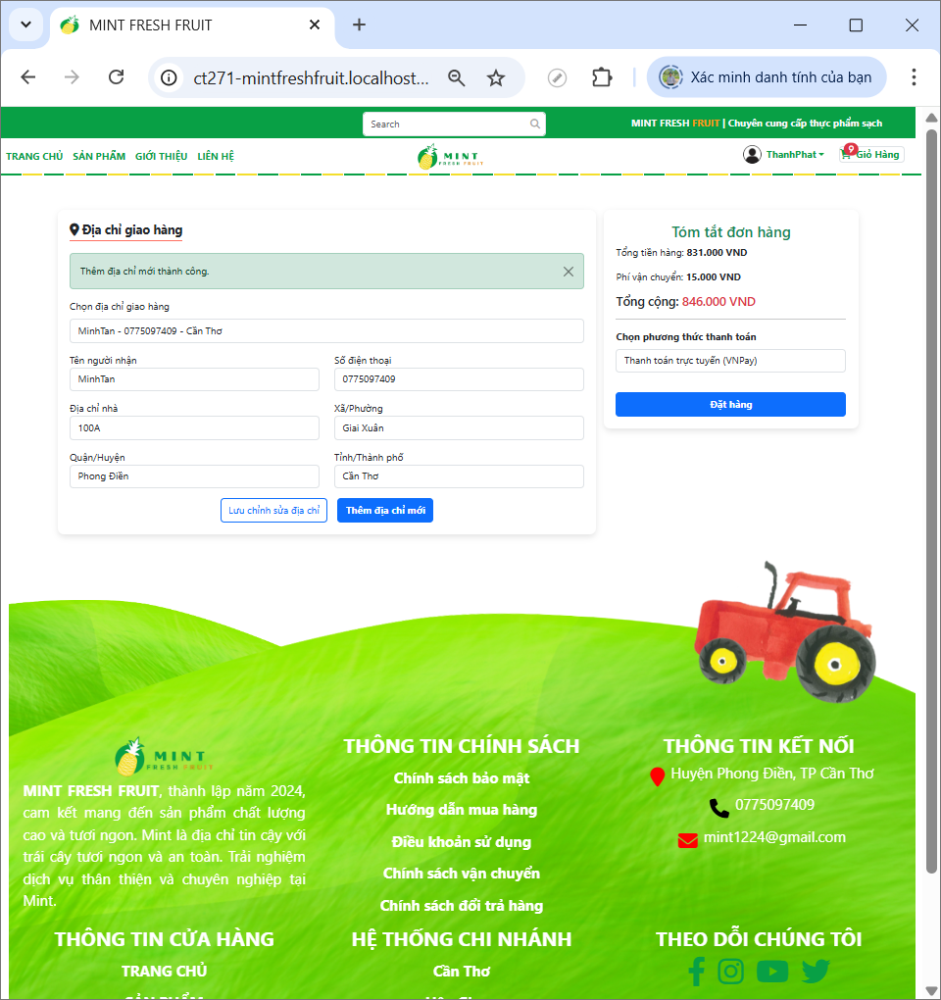 MINT FRESH FRUIT
ct271-mintfreshfruit.localhost...
Xác minh danh tính của bạn
Search
MINT FRESH FRUIT | Chuyên cung cấp thực phẩm sạch
TRANG CHỦ SẢN PHẨM GIỚI THIỆU LIÊN HỆ
MINT
FRESH FRUIT
ThanhPhat
9
Giỏ Hàng
Địa chỉ giao hàng
Thêm địa chỉ mới thành công.
Chọn địa chỉ giao hàng
MinhTan - 0775097409 - Cần Thơ
Tên người nhận
MinhTan
Số điện thoại
0775097409
Địa chỉ nhà
100A
Xã/Phường
Giai Xuân
Quận/Huyện
Phong Điền
Tỉnh/Thành phố
Cần Thơ
Lưu chỉnh sửa địa chỉ
Thêm địa chỉ mới
Tóm tắt đơn hàng
Tổng tiền hàng: 831.000 VND
Phí vận chuyển: 15.000 VND
Tổng cộng: 846.000 VND
Chọn phương thức thanh toán
Thanh toán trực tuyến (VNPay)
Đặt hàng
MINT
FRESH FRUIT
MINT FRESH FRUIT, thành lập năm 2024,
cam kết mang đến sản phẩm chất lượng
cao và tươi ngon. Mint là địa chỉ tin cậy với
trái cây tươi ngon và an toàn. Trải nghiệm
dịch vụ thân thiện và chuyên nghiệp tại
Mint.
THÔNG TIN CHÍNH SÁCH
Chính sách bảo mật
Hướng dẫn mua hàng
Điều khoản sử dụng
Chính sách vận chuyển
Chính sách đổi trả hàng
THÔNG TIN KẾT NỐI
Huyện Phong Điền, TP Cần Thơ
0775097409
mint1224@gmail.com
THÔNG TIN CỬA HÀNG
TRANG CHỦ
HỆ THỐNG CHI NHÁNH
Cần Thơ
THEO DÕI CHÚNG TÔI